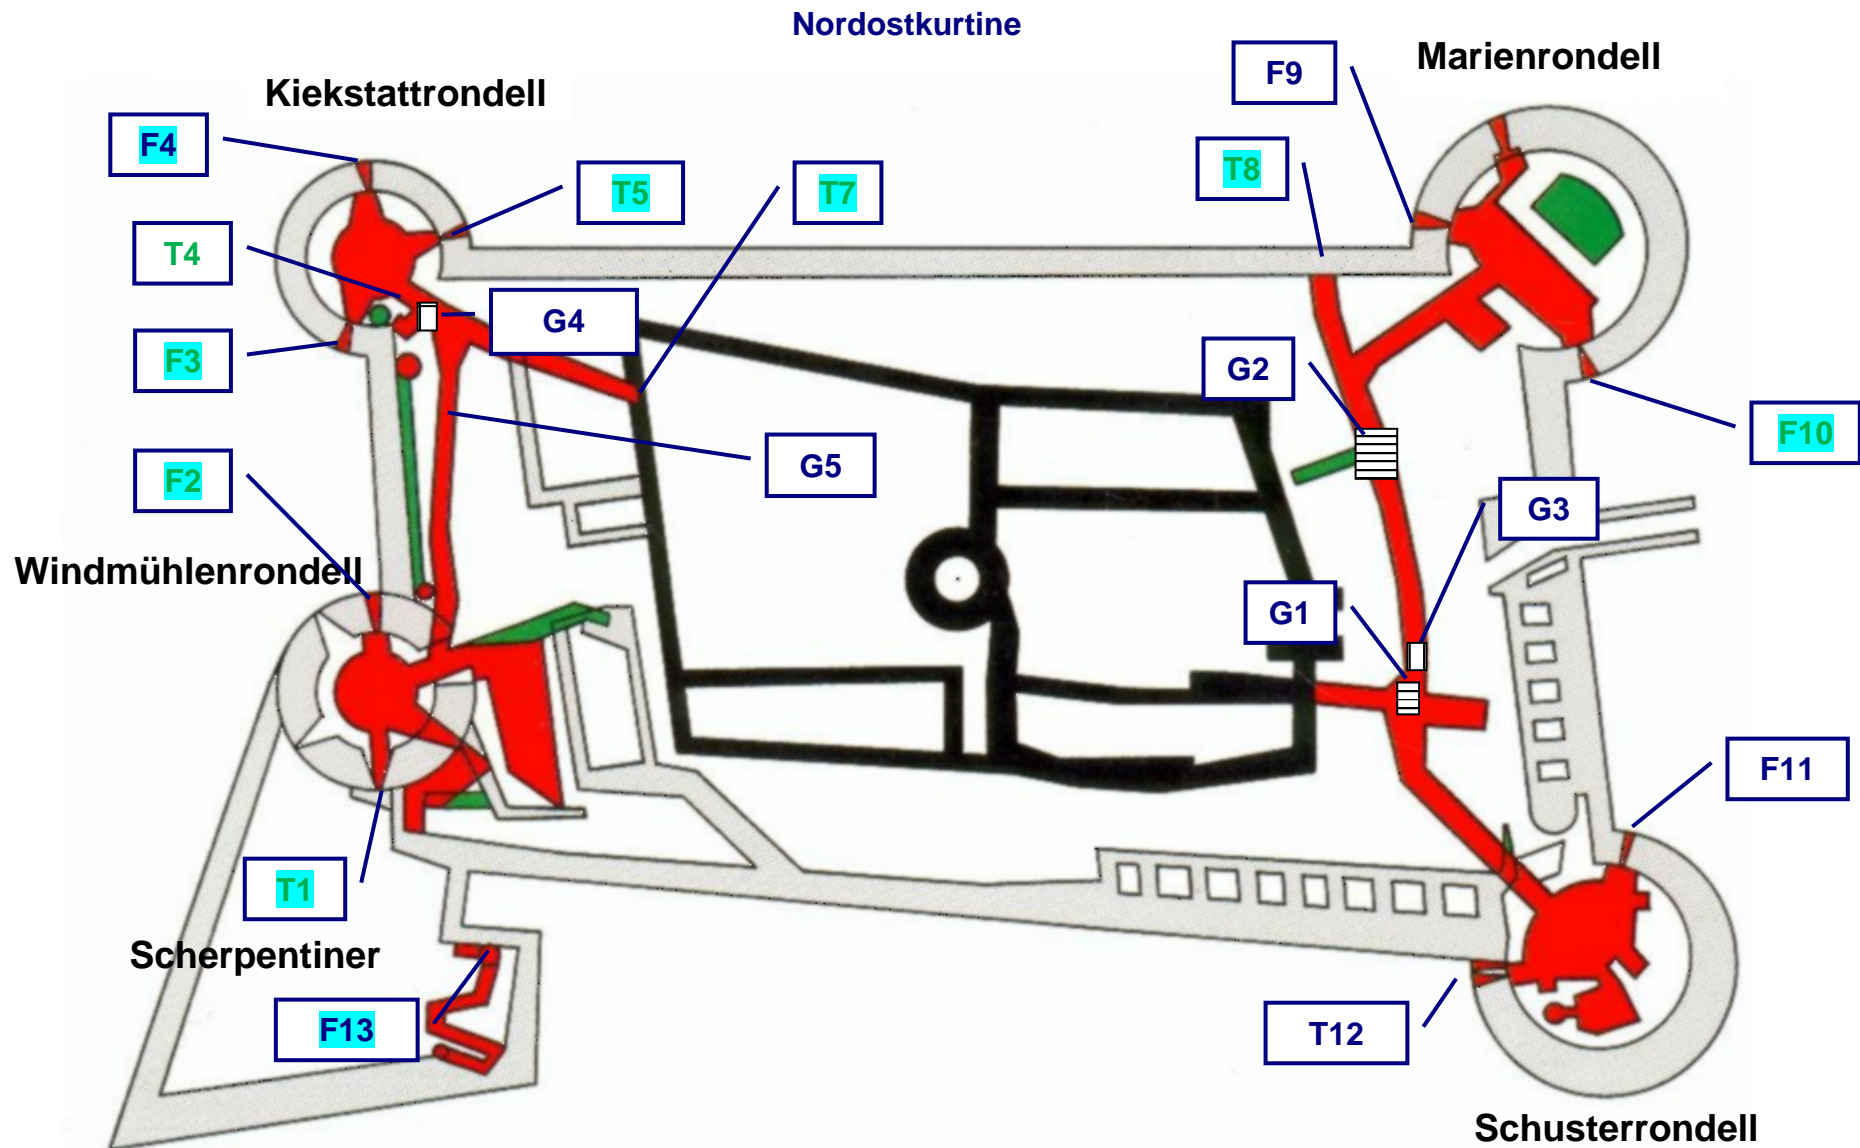 Nordostkurtine
Marienrondell
F9
Kiekstattrondell
F4
T8
T5
T7
T4
G4
F3
G2
F10
G5
F2
G3
Windmühlenrondell
G1
F11
T1
Scherpentiner
F13
T12
Schusterrondell